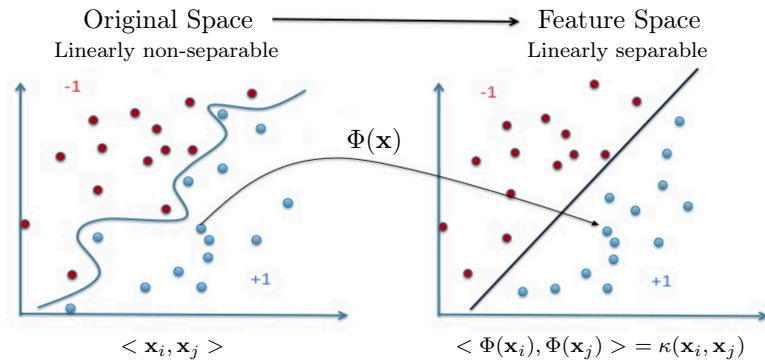 Original Space
Feature Space
Linearly non-separable
Linearly separable
-1
-1
Φ(x)
+1
+1
< x_i, x_j >
< Φ(x_i), Φ(x_j) > = κ(x_i, x_j)